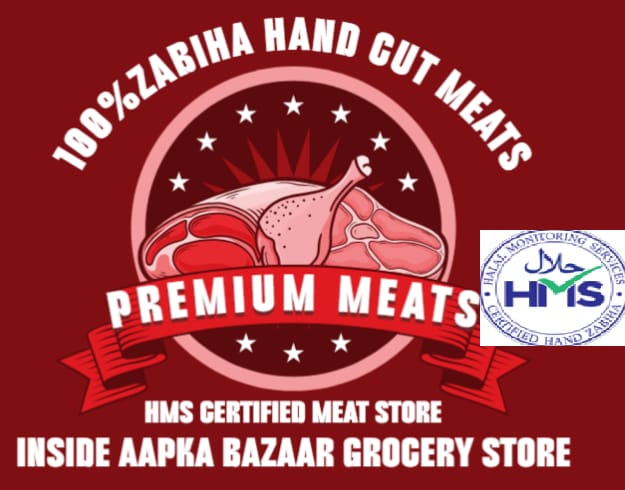 100% ZABIHA HAND CUT MEATS
PREMIUM MEATS
HALAL MONITORING SERVICES
حلال
HMS
CERTIFIED HAND ZABIHA
HMS CERTIFIED MEAT STORE
INSIDE AAPKA BAZAAR GROCERY STORE